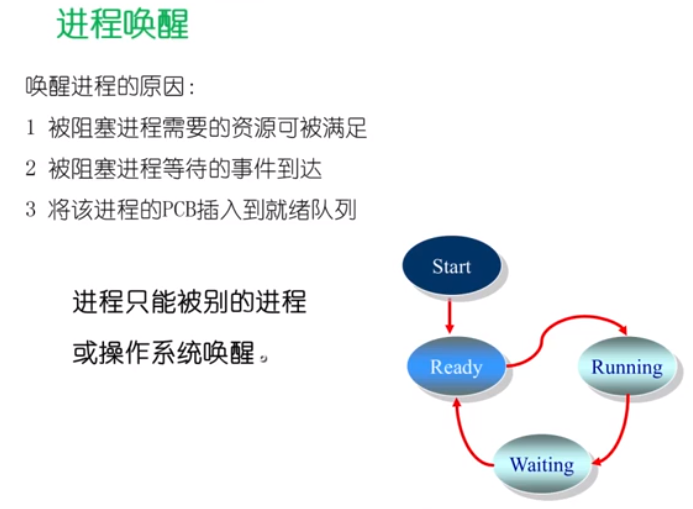 进程唤醒
唤醒进程的原因：
1 被阻塞进程需要的资源可被满足
2 被阻塞进程等待的事件到达
3 将该进程的PCB插入到就绪队列
进程只能被别的进程
或操作系统唤醒。
Start
Ready
Running
Waiting